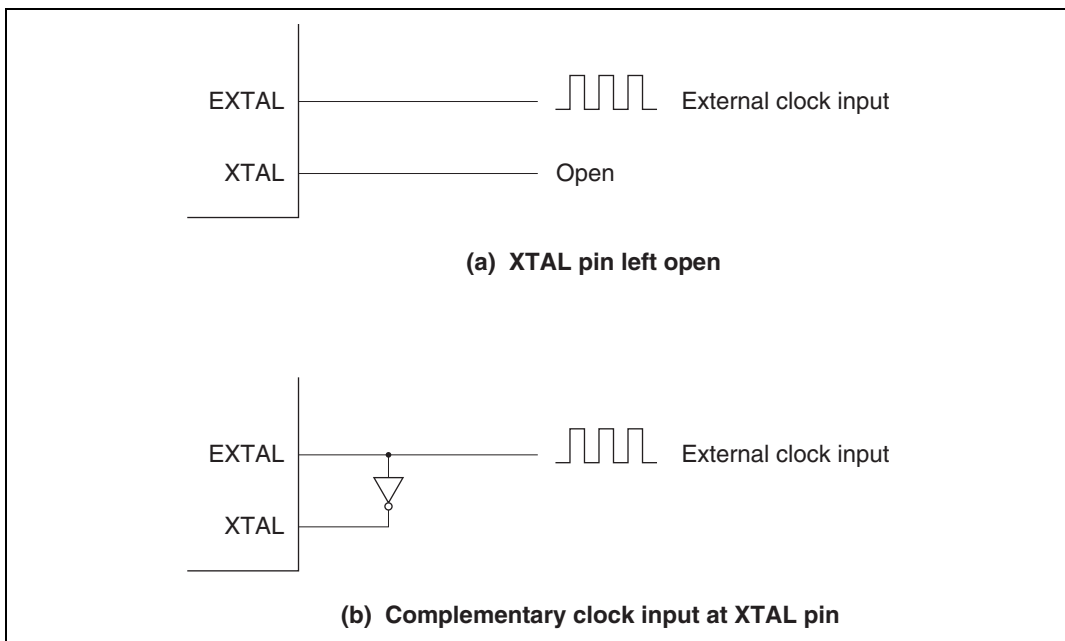 EXTAL
External clock input
XTAL
Open
(a) XTAL pin left open
EXTAL
External clock input
XTAL
(b) Complementary clock input at XTAL pin